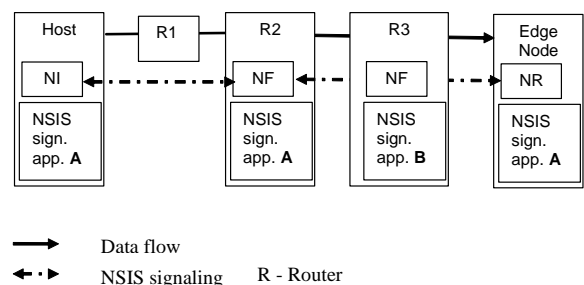 Host
R1
R2
R3
Edge
Node
NI
NF
NF
NR
NSIS
sign.
app. A
NSIS
sign.
app. A
NSIS
sign.
app. B
NSIS
sign.
app. A
Data flow
NSIS signaling R - Router